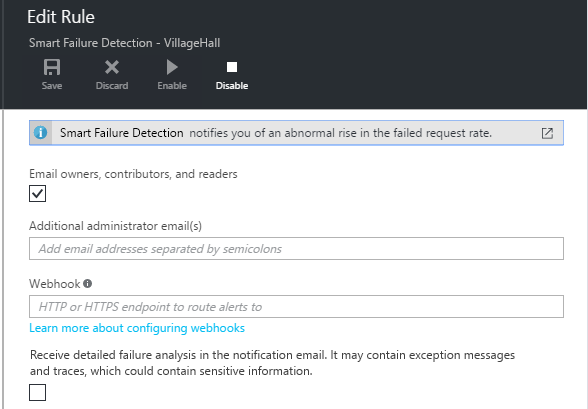 Edit Rule
Smart Failure Detection - VillageHall
Save Discard Enable Disable
Smart Failure Detection notifies you of an abnormal rise in the failed request rate.
Email owners, contributors, and readers
Additional administrator email(s)
Add email addresses separated by semicolons
Webhook
HTTP or HTTPS endpoint to route alerts to
Learn more about configuring webhooks
Receive detailed failure analysis in the notification email. It may contain exception messages
and traces, which could contain sensitive information.